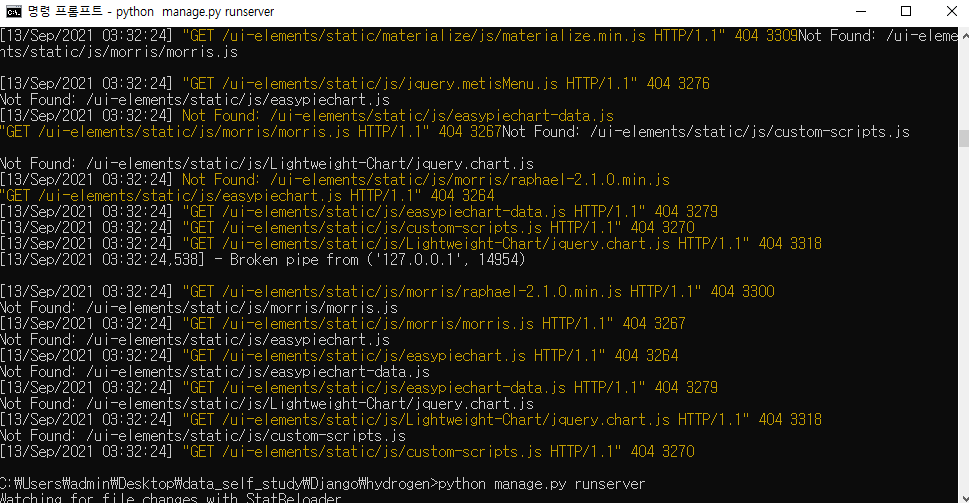 명령 프롬프트 - python  manage.py runserver
[13/Sep/2021 03:32:24] "GET /ui-elements/static/materialize/js/materialize.min.js HTTP/1.1" 404 3309Not Found: /ui-eleme
nts/static/js/morris/morris.js
[13/Sep/2021 03:32:24] "GET /ui-elements/static/js/jquery.metisMenu.js HTTP/1.1" 404 3276
Not Found: /ui-elements/static/js/easypiechart.js
[13/Sep/2021 03:32:24] Not Found: /ui-elements/static/js/easypiechart-data.js
"GET /ui-elements/static/js/morris/morris.js HTTP/1.1" 404 3267Not Found: /ui-elements/static/js/custom-scripts.js
Not Found: /ui-elements/static/js/Lightweight-Chart/jquery.chart.js
[13/Sep/2021 03:32:24] Not Found: /ui-elements/static/js/morris/raphael-2.1.0.min.js
"GET /ui-elements/static/js/easypiechart.js HTTP/1.1" 404 3264
[13/Sep/2021 03:32:24] "GET /ui-elements/static/js/easypiechart-data.js HTTP/1.1" 404 3279
[13/Sep/2021 03:32:24] "GET /ui-elements/static/js/custom-scripts.js HTTP/1.1" 404 3270
[13/Sep/2021 03:32:24] "GET /ui-elements/static/js/Lightweight-Chart/jquery.chart.js HTTP/1.1" 404 3318
[13/Sep/2021 03:32:24,538] - Broken pipe from ('127.0.0.1', 14954)
[13/Sep/2021 03:32:24] "GET /ui-elements/static/js/morris/raphael-2.1.0.min.js HTTP/1.1" 404 3300
Not Found: /ui-elements/static/js/morris/morris.js
[13/Sep/2021 03:32:24] "GET /ui-elements/static/js/morris/morris.js HTTP/1.1" 404 3267
Not Found: /ui-elements/static/js/easypiechart.js
[13/Sep/2021 03:32:24] "GET /ui-elements/static/js/easypiechart.js HTTP/1.1" 404 3264
Not Found: /ui-elements/static/js/easypiechart-data.js
[13/Sep/2021 03:32:24] "GET /ui-elements/static/js/easypiechart-data.js HTTP/1.1" 404 3279
Not Found: /ui-elements/static/js/Lightweight-Chart/jquery.chart.js
[13/Sep/2021 03:32:24] "GET /ui-elements/static/js/Lightweight-Chart/jquery.chart.js HTTP/1.1" 404 3318
Not Found: /ui-elements/static/js/custom-scripts.js
[13/Sep/2021 03:32:24] "GET /ui-elements/static/js/custom-scripts.js HTTP/1.1" 404 3270
C:₩Users₩admin₩Desktop₩data_self_study₩Django₩hydrogen>python manage.py runserver
Watching for file changes with StatReloader